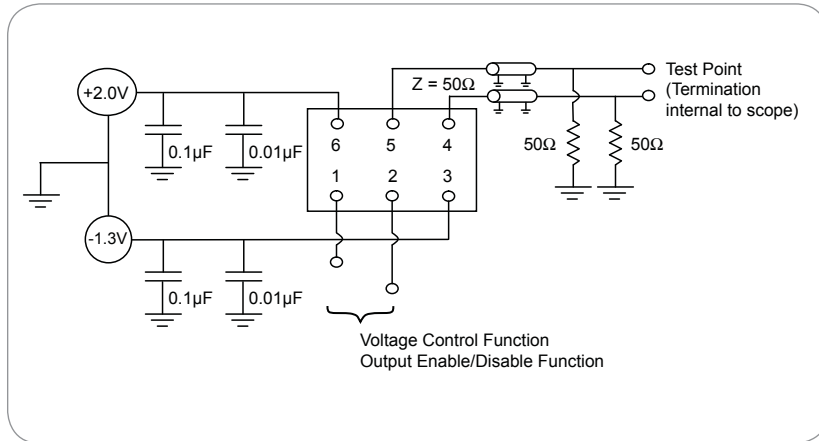 Z = 50Ω
Test Point
(Termination
internal to scope)
+2.0V
0.1µF
0.01µF
6 5 4
50Ω
50Ω
1 2 3
-1.3V
0.1µF
0.01µF
Voltage Control Function
Output Enable/Disable Function